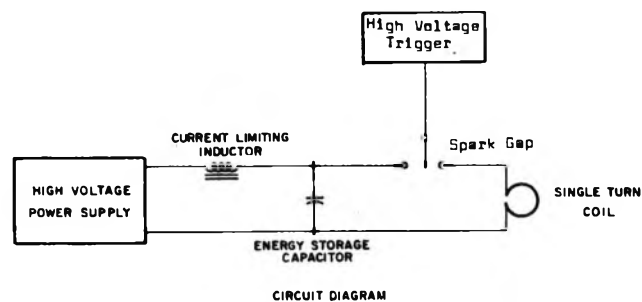 High Voltage
Trigger
CURRENT LIMITING
INDUCTOR
Spark Gap
HIGH VOLTAGE
POWER SUPPLY
SINGLE TURN
COIL
ENERGY STORAGE
CAPACITOR
CIRCUIT DIAGRAM